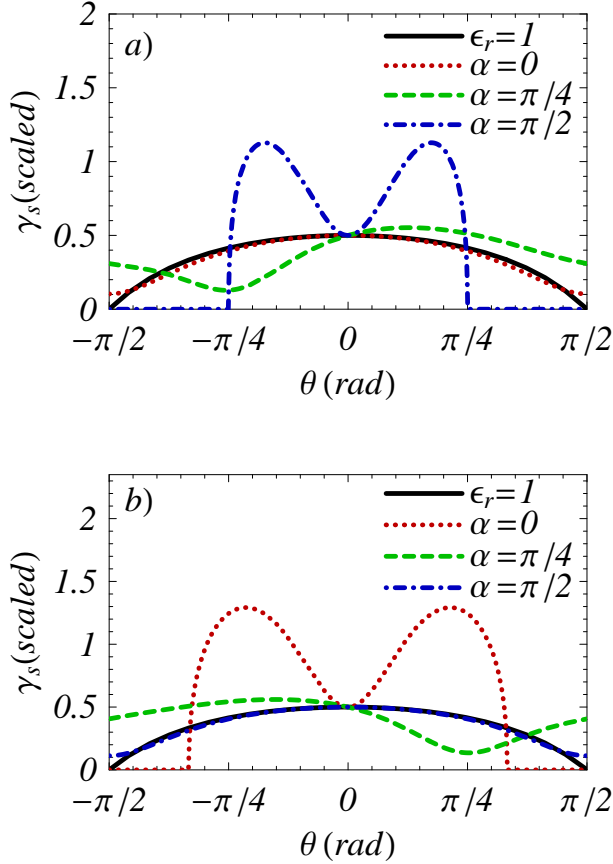 a)
ϵr=1
α=0
α=π/4
α=π/2
γs(scaled)
2
1.5
1
0.5
0
−π/2
−π/4
0
π/4
π/2
θ(rad)
b)
ϵr=1
α=0
α=π/4
α=π/2
γs(scaled)
2
1.5
1
0.5
0
−π/2
−π/4
0
π/4
π/2
θ(rad)